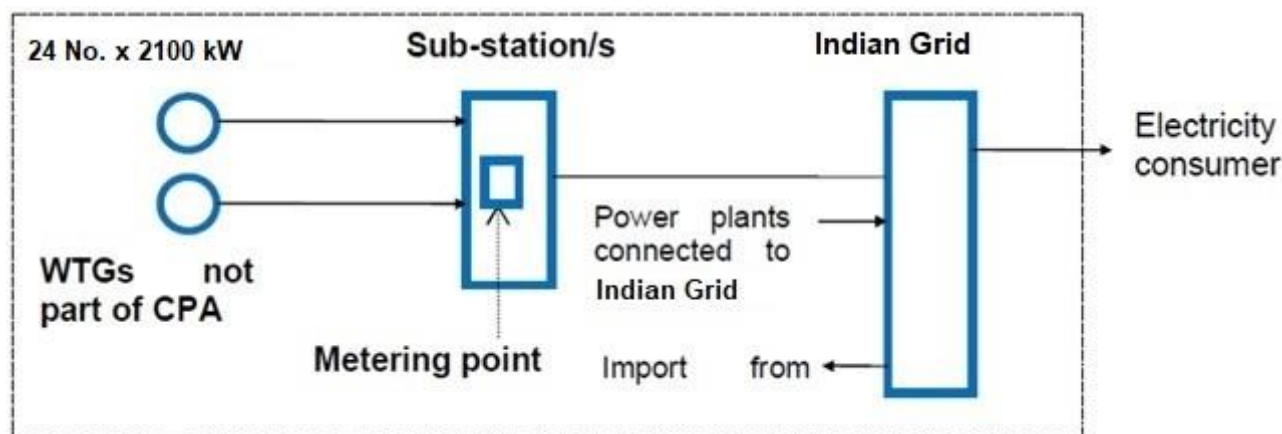 24 No. x 2100 kW
Sub-station/s
Indian Grid
Electricity
consumer
WTGs not
part of CPA
Metering point
Power plants
connected to
Indian Grid
Import from